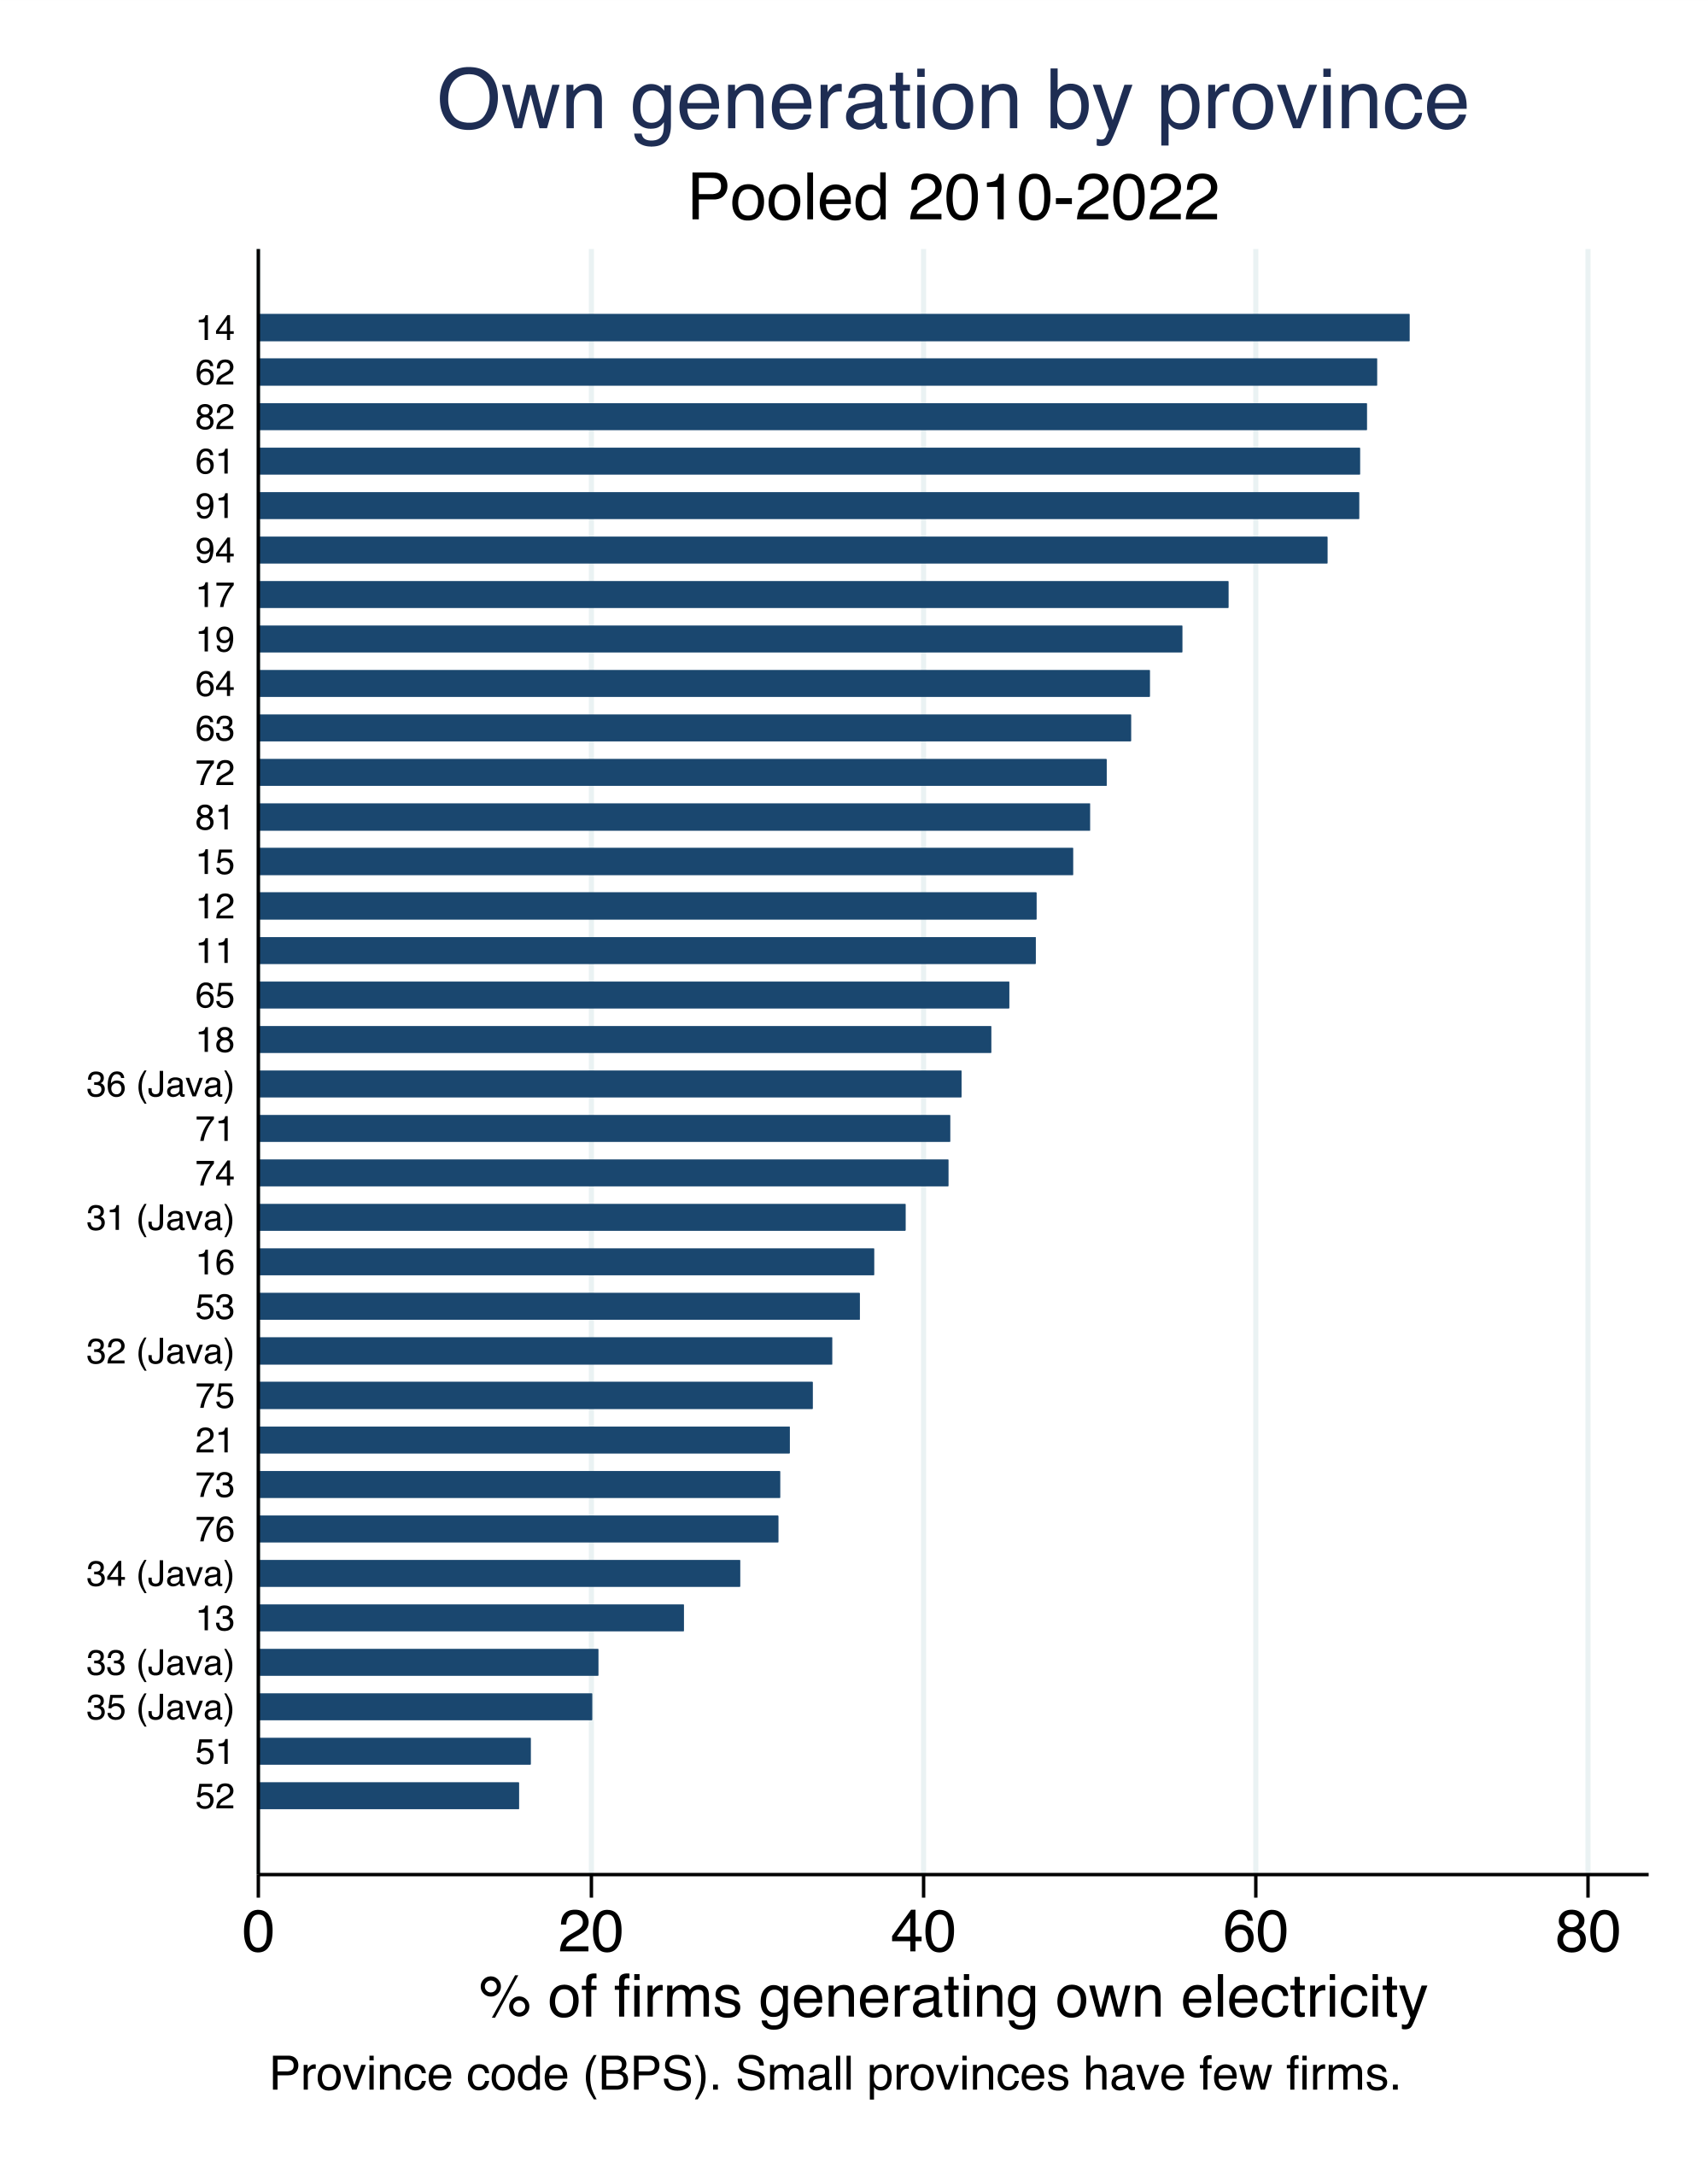 Own generation by province
Pooled 2010-2022
14
62
82
61
91
94
17
19
64
63
72
81
15
12
11
65
18
36 (Java)
71
74
31 (Java)
16
53
32 (Java)
75
21
73
76
34 (Java)
13
33 (Java)
35 (Java)
51
52
0 20 40 60 80
% of firms generating own electricity
Province code (BPS). Small provinces have few firms.